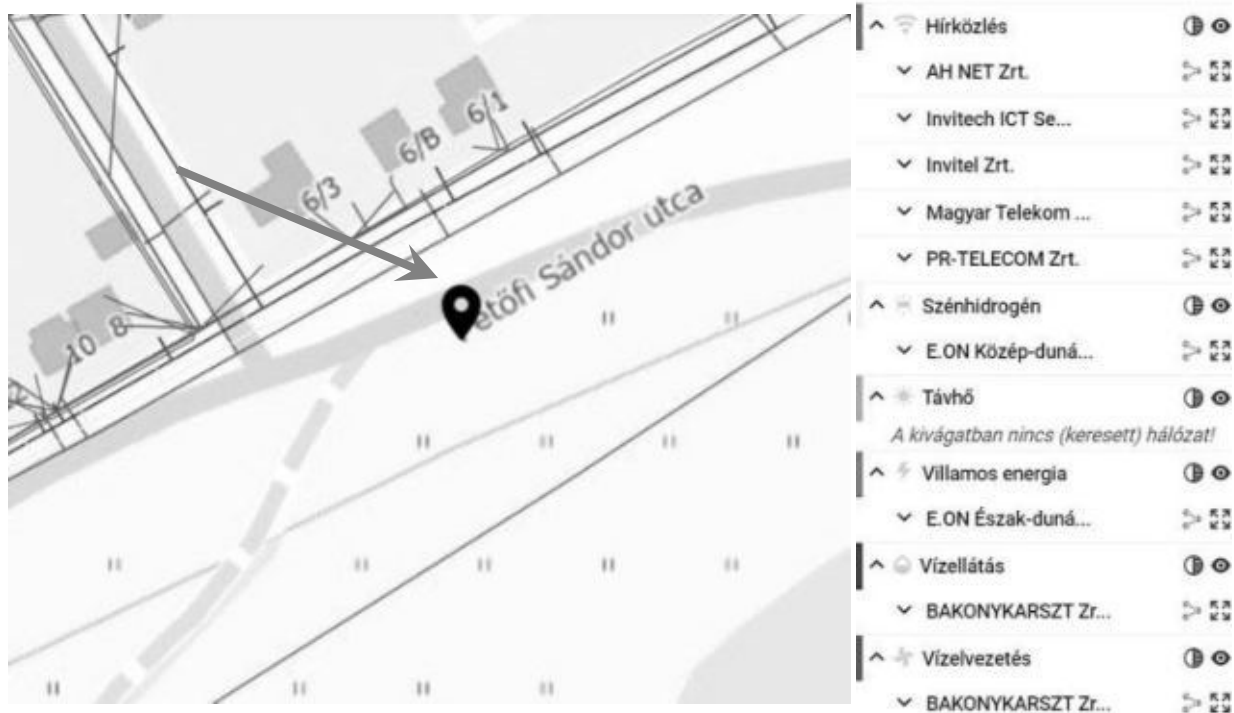 6/1
6/B
6/3
etőfi Sándor utca
8
10
Hírközlés
AH NET Zrt.
Invitech ICT Se...
Invitel Zrt.
Magyar Telekom ...
PR-TELECOM Zrt.
Szénhidrogén
E.ON Közép-duná...
Távhő
A kivágatban nincs (keresett) hálózat!
Villamos energia
E.ON Észak-duná...
Vízellátás
BAKONYKARSZT Zr...
Vízelvezetés
BAKONYKARSZT Zr...